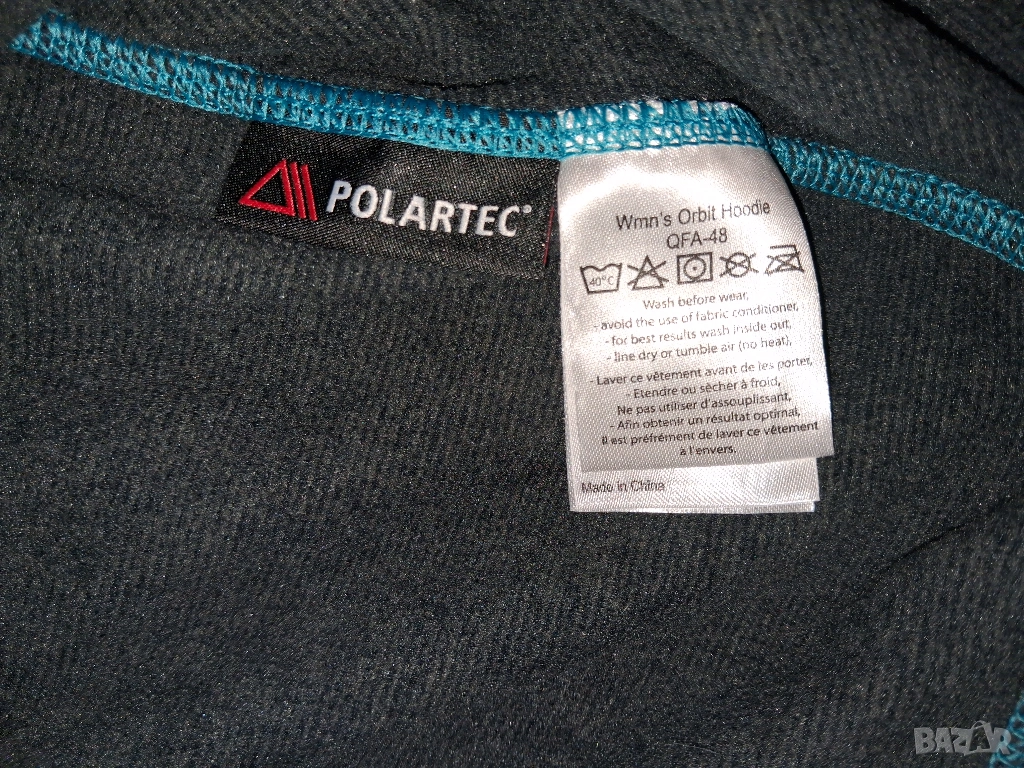 POLARTEC®
Wmn's Orbit Hoodie
QFA-48
40°C
Wash before wear,
- avoid the use of fabric conditioner,
- for best results wash inside out,
- line dry or tumble air (no heat),
- Laver ce vêtement avant de les porter,
- Etendre ou sècher à froid,
Ne pas utiliser d'assouplissant,
- Afin obtenir un résultat optimal,
il est préfrément de laver ce vêtement
à l'envers.
Made in China
BAZAR